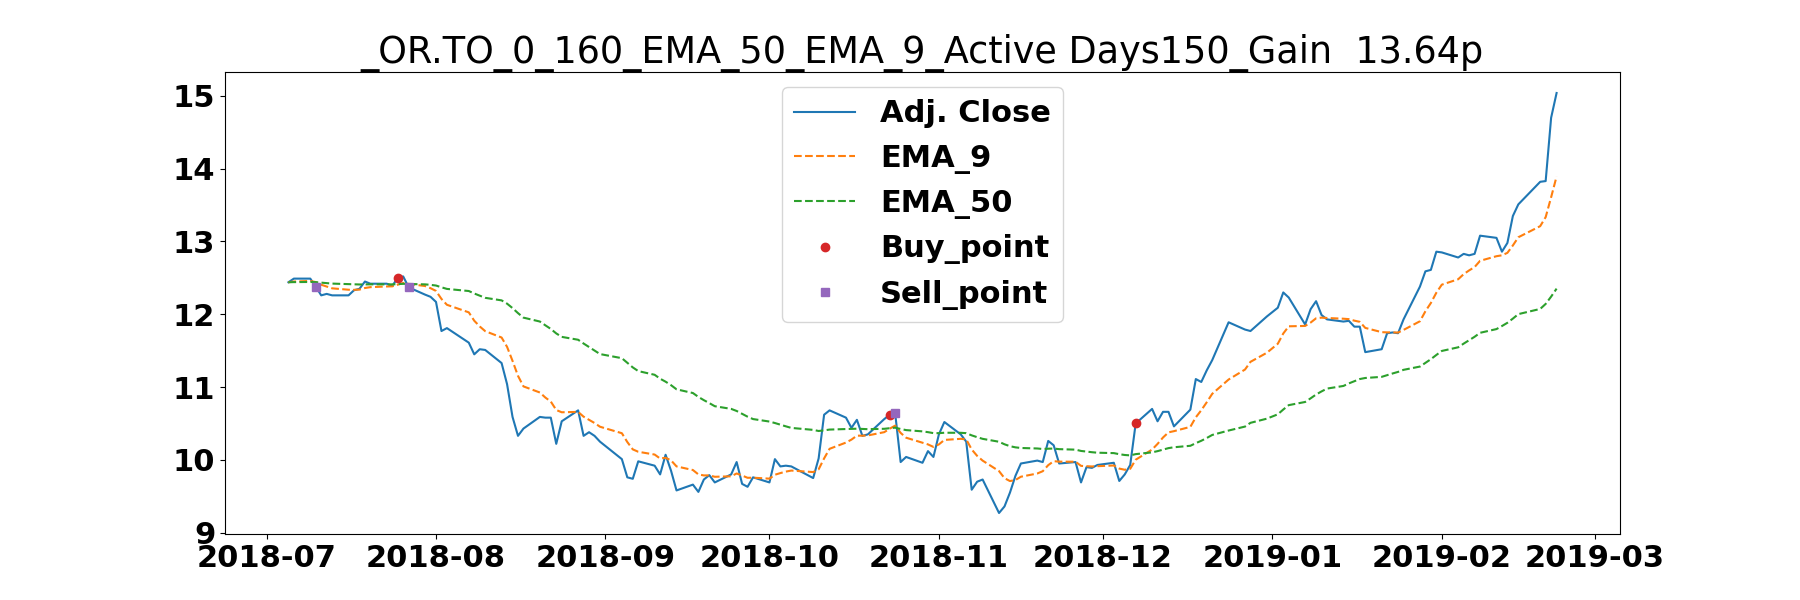 _OR.TO_0_160_EMA_50_EMA_9_Active Days150_Gain  13.64p
15
14
13
12
11
10
9
Adj. Close
EMA_9
EMA_50
Buy_point
Sell_point
2018-07 2018-08 2018-09 2018-10 2018-11 2018-12 2019-01 2019-02 2019-03